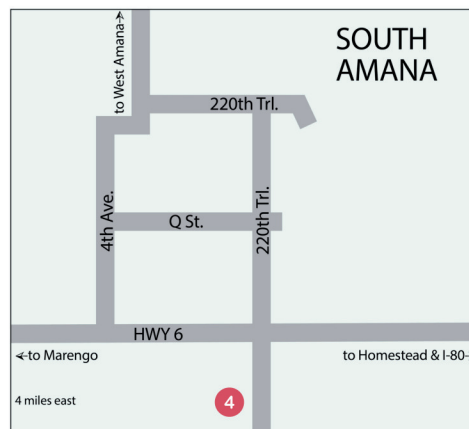 SOUTH
AMANA
to West Amana→
220th Trl.
4th Ave.
Q St.
220th Trl.
HWY 6
←to Marengo
to Homestead & I-80→
4 miles east
4